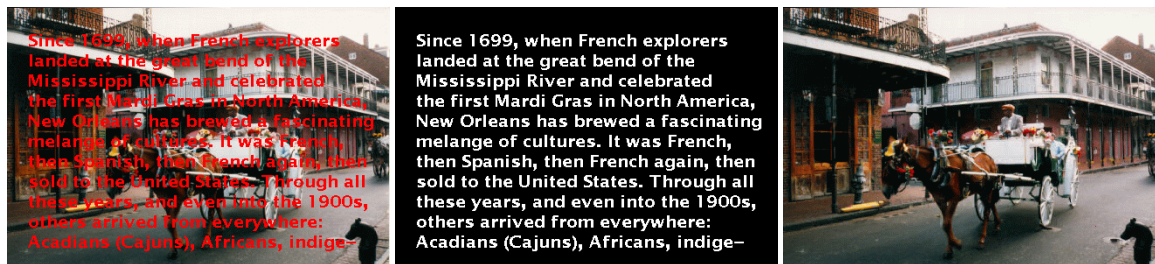 Since 1699, when French explorers
landed at the great bend of the
Mississippi River and celebrated
the first Mardi Gras in North America,
New Orleans has brewed a fascinating
melange of cultures. It was French,
then Spanish, then French again, then
sold to the United States. Through all
these years, and even into the 1900s,
others arrived from everywhere:
Acadians (Cajuns), Africans, indige-
Since 1699, when French explorers
landed at the great bend of the
Mississippi River and celebrated
the first Mardi Gras in North America,
New Orleans has brewed a fascinating
melange of cultures. It was French,
then Spanish, then French again, then
sold to the United States. Through all
these years, and even into the 1900s,
others arrived from everywhere:
Acadians (Cajuns), Africans, indige-